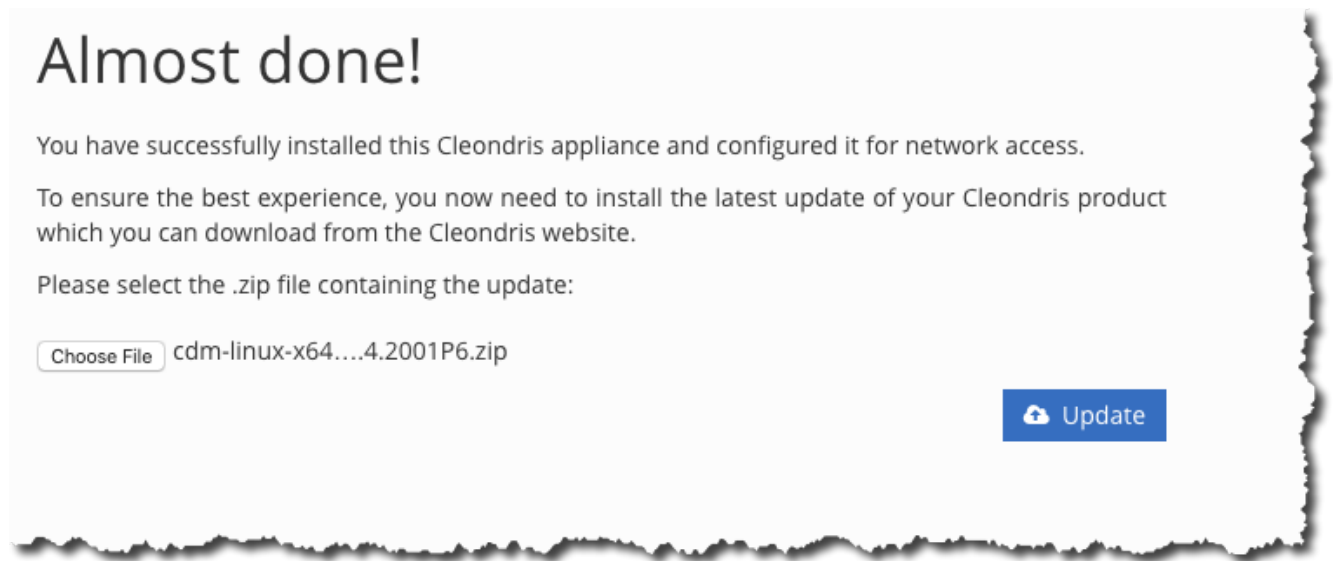 Almost done!
You have successfully installed this Cleondris appliance and configured it for network access.
To ensure the best experience, you now need to install the latest update of your Cleondris product
which you can download from the Cleondris website.
Please select the .zip file containing the update:
Choose File cdm-linux-x64....4.2001P6.zip
Update